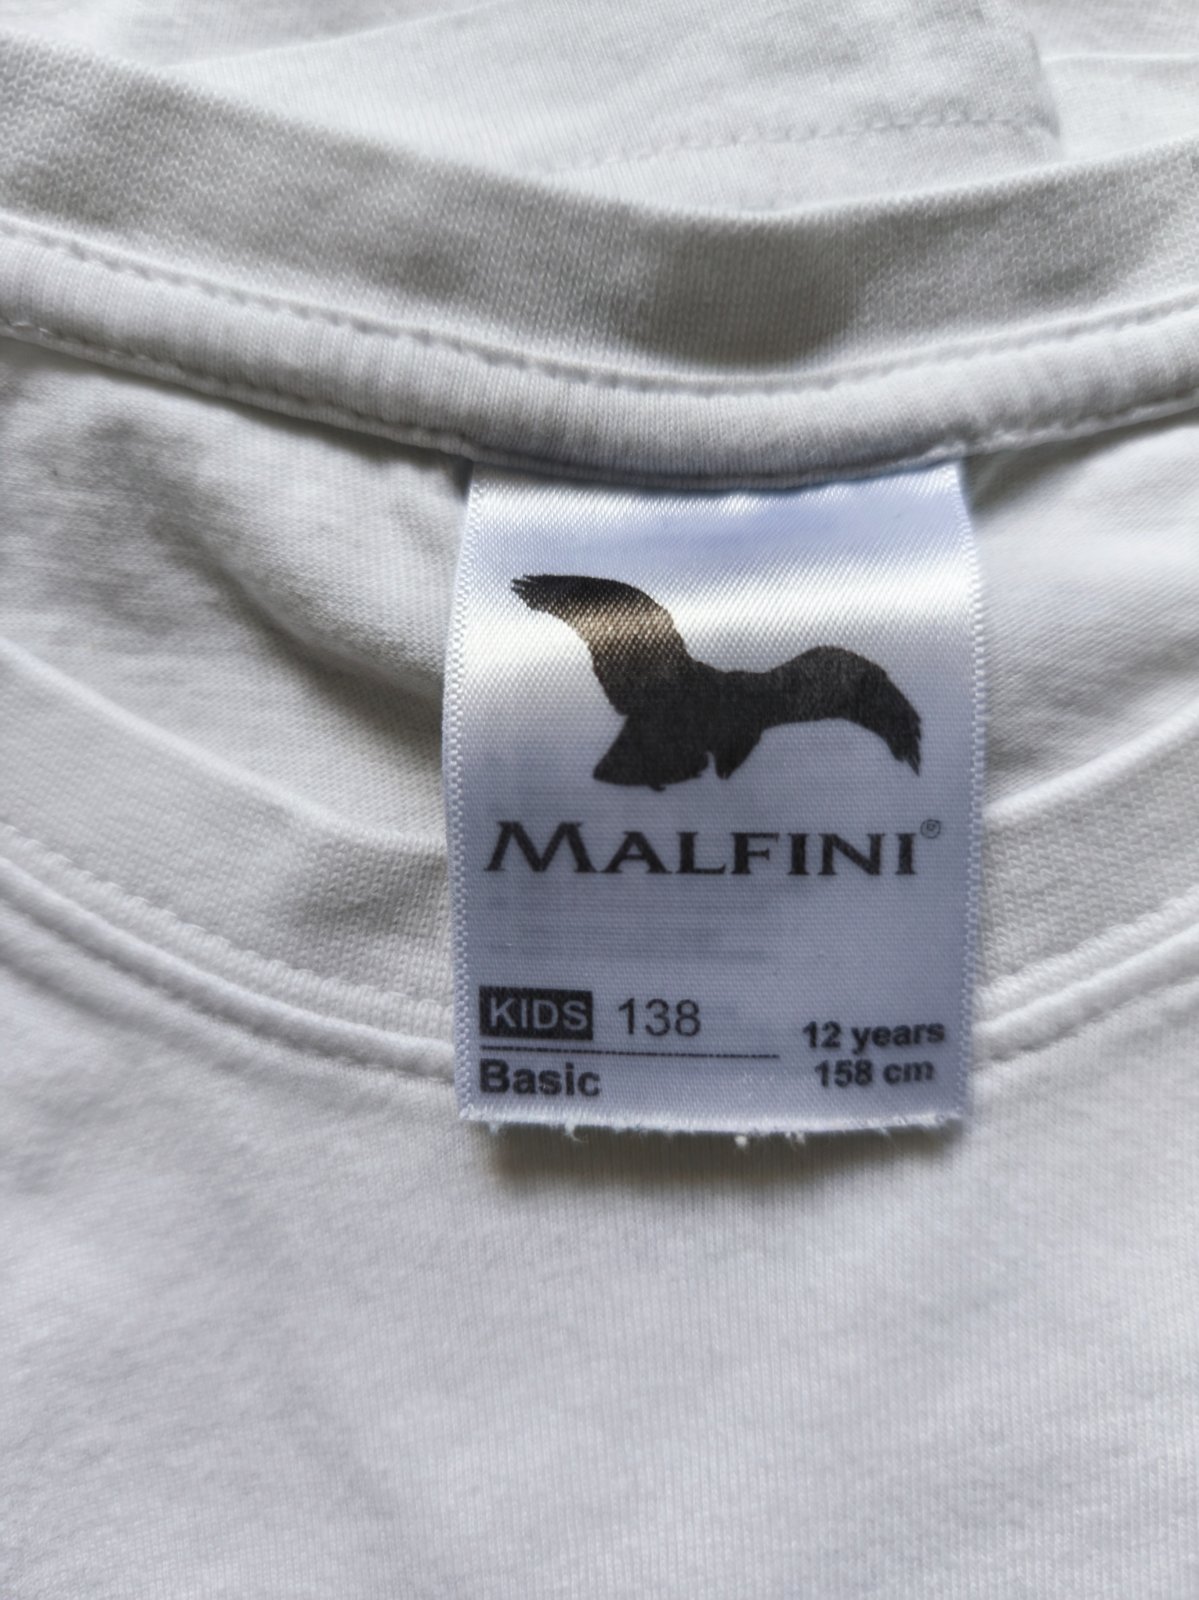 MALFINI®
KIDS 138
Basic
12 years
158 cm